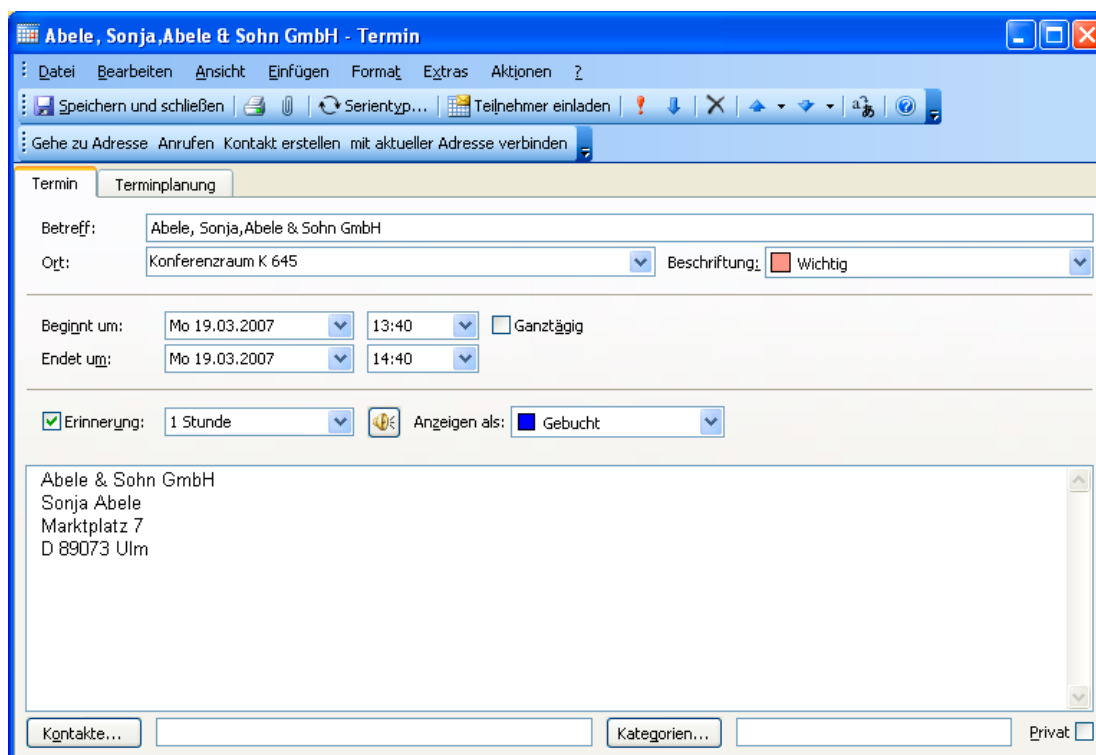 Abele, Sonja,Abele & Sohn GmbH - Termin
Datei Bearbeiten Ansicht Einfügen Format Extras Aktionen ?
Speichern und schließen Serientyp... Teilnehmer einladen
Gehe zu Adresse Anrufen Kontakt erstellen mit aktueller Adresse verbinden
Termin Terminplanung
Betreff: Abele, Sonja,Abele & Sohn GmbH
Ort: Konferenzraum K 645 Beschriftung: Wichtig
Beginnt um: Mo 19.03.2007 13:40 Ganztägig
Endet um: Mo 19.03.2007 14:40
Erinnerung: 1 Stunde Anzeigen als: Gebucht
Abele & Sohn GmbH
Sonja Abele
Marktplatz 7
D 89073 Ulm
Kontakte... Kategorien... Privat